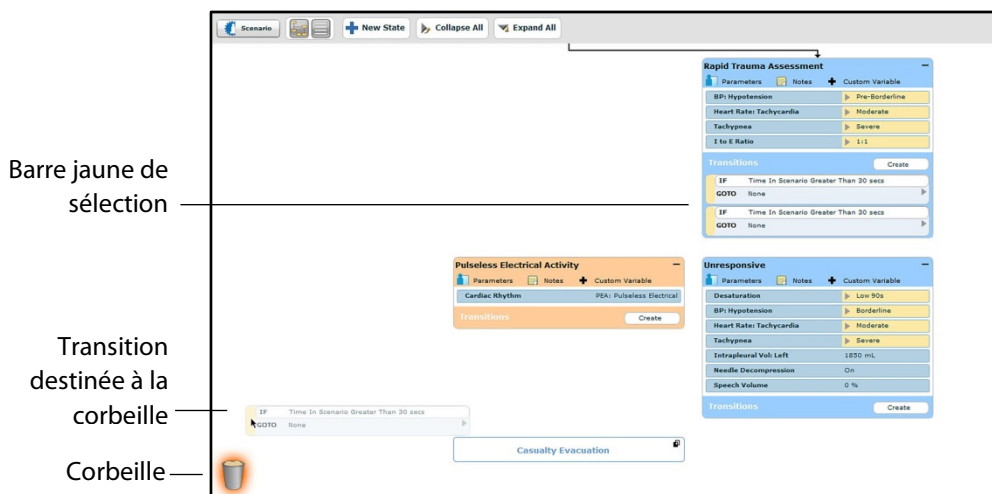 Scenario
New State
Collapse All
Expand All
Rapid Trauma Assessment
Parameters Notes Custom Variable
BP: Hypotension Pre-Borderline
Heart Rate: Tachycardia Moderate
Tachypnea Severe
I to E Ratio 1:1
Transitions Create
IF Time In Scenario Greater Than 30 secs
GOTO None
IF Time In Scenario Greater Than 30 secs
GOTO None
Barre jaune de
sélection
Pulseless Electrical Activity
Parameters Notes Custom Variable
Cardiac Rhythm PEA: Pulseless Electrical
Transitions Create
Unresponsive
Parameters Notes Custom Variable
Desaturation Low 90s
BP: Hypotension Borderline
Heart Rate: Tachycardia Moderate
Tachypnea Severe
Intrapleural Vol: Left 1850 mL
Needle Decompression On
Speech Volume 0 %
Transitions Create
Transition
destinée à la
corbeille
IF Time In Scenario Greater Than 30 secs
GOTO None
Casualty Evacuation
Corbeille